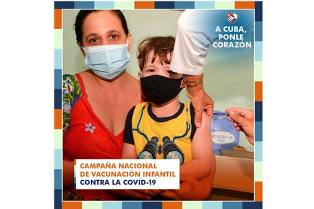 A CUBA,
PONLE
CORAZÓN
CAMPAÑA NACIONAL
DE VACUNACIÓN INFANTIL
CONTRA LA COVID-19